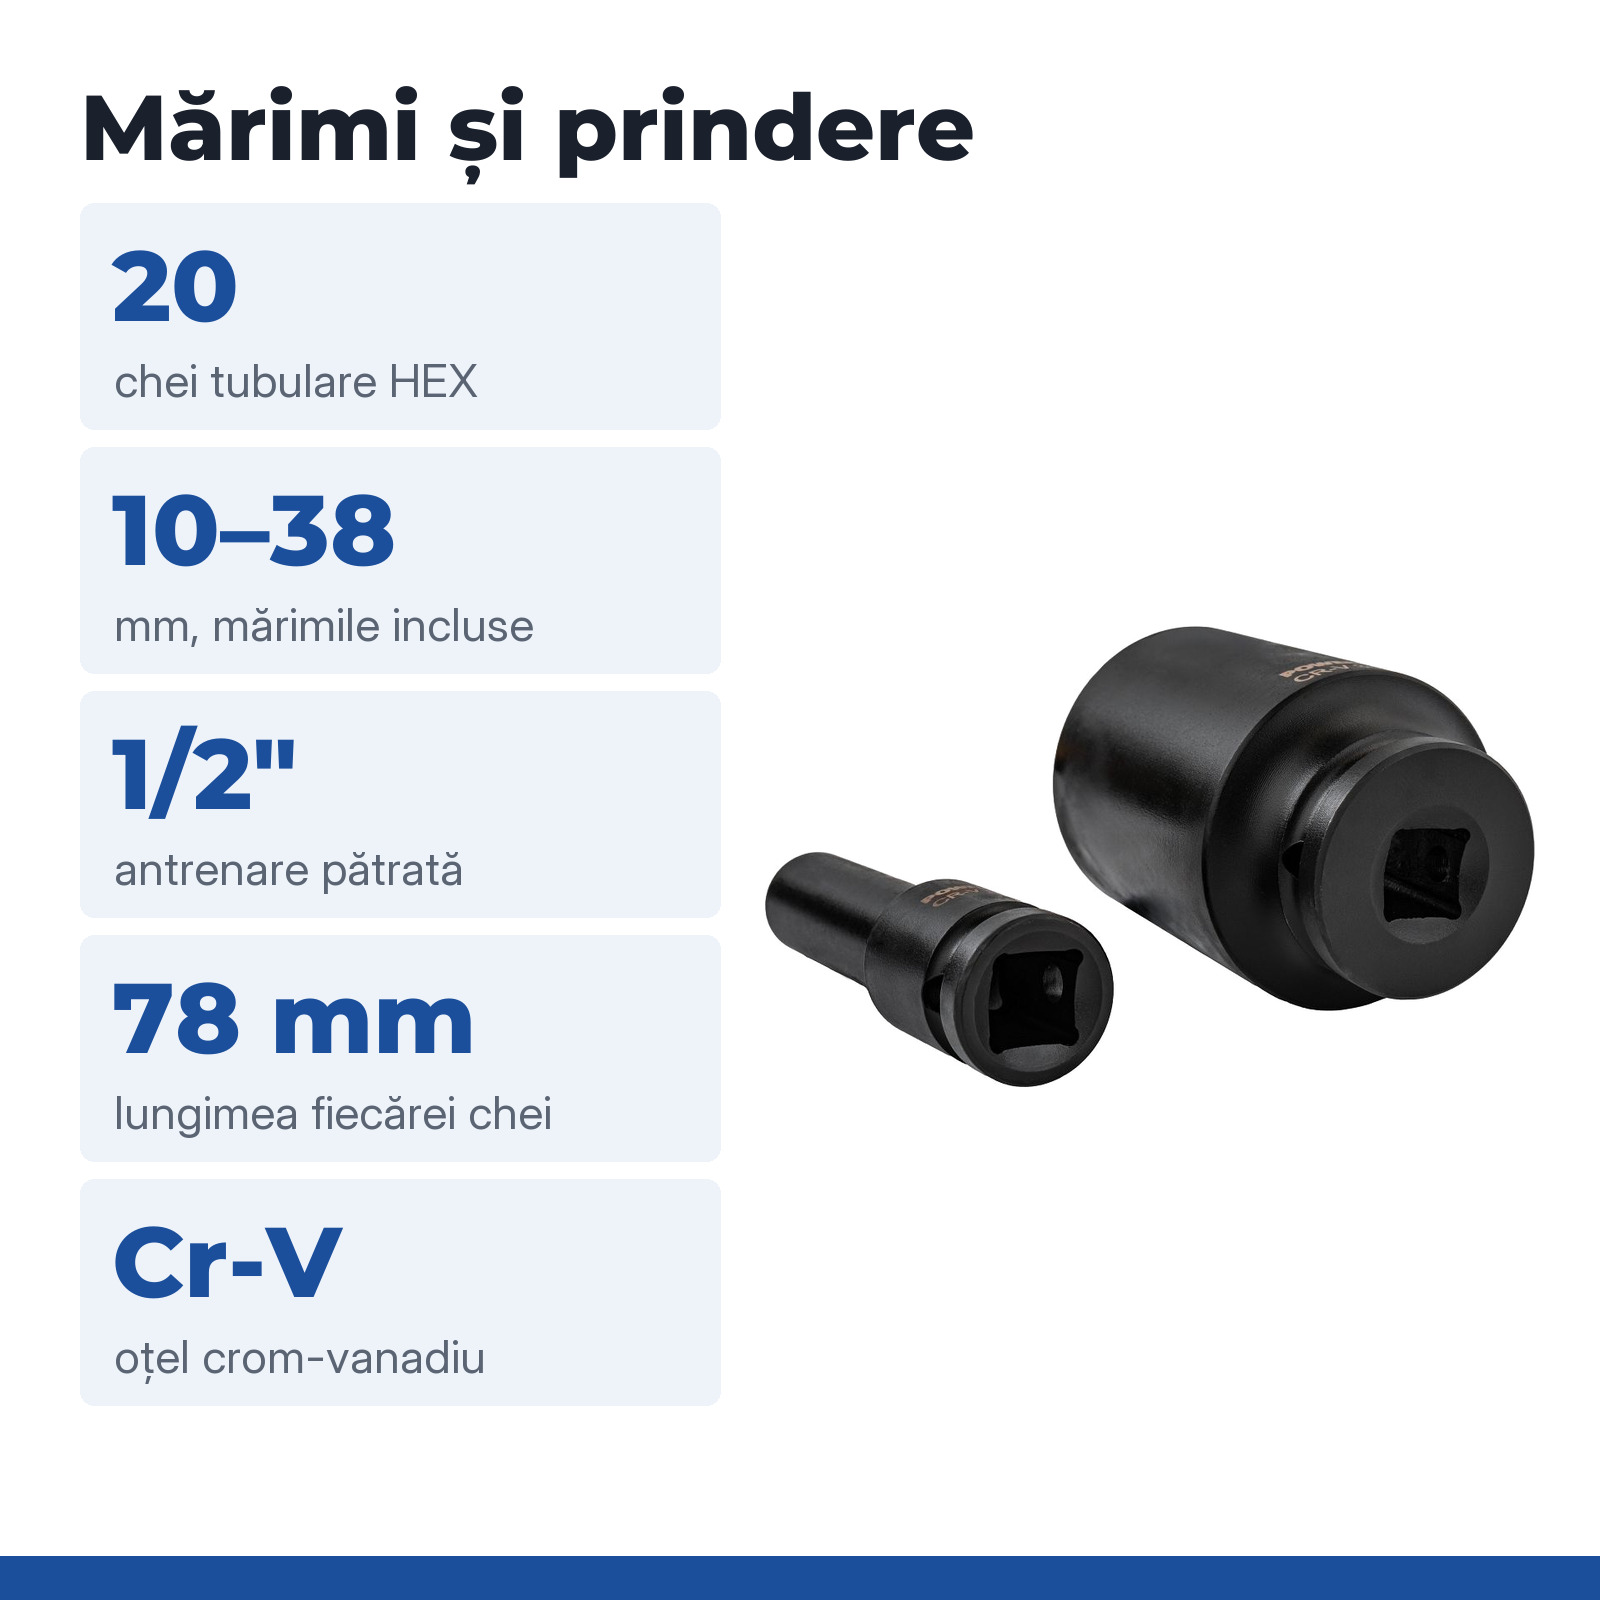 Mărimi și prindere
20
chei tubulare HEX
10–38
mm, mărimile incluse
1/2"
antrenare pătrată
78 mm
lungimea fiecărei chei
Cr-V
oțel crom-vanadiu